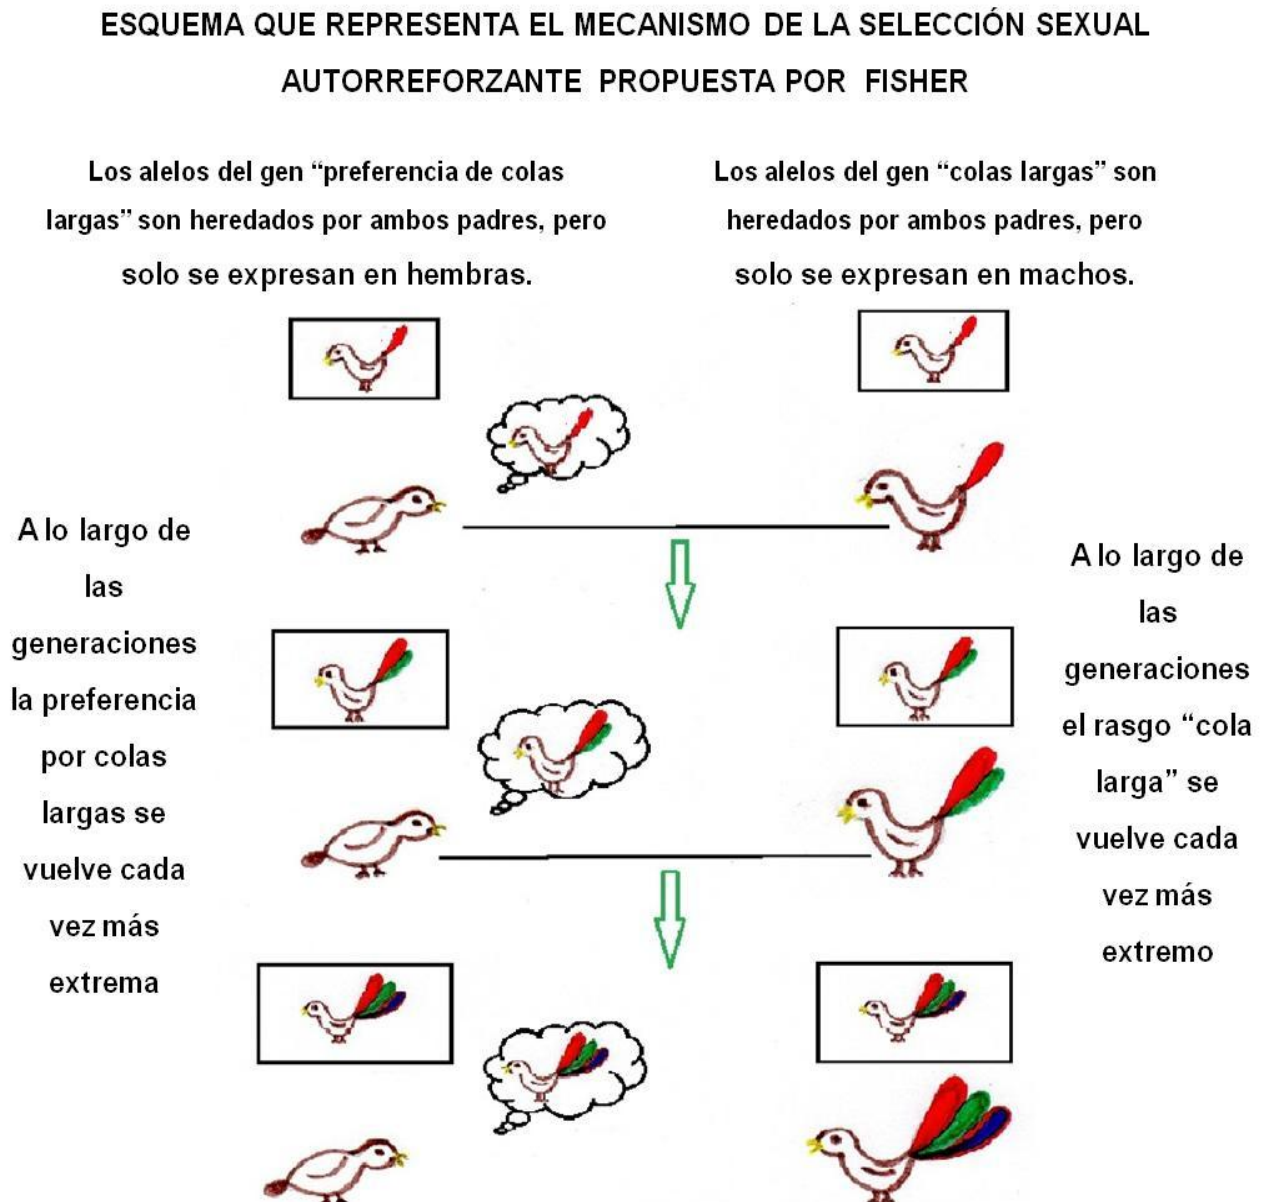 ESQUEMA QUE REPRESENTA EL MECANISMO DE LA SELECCIÓN SEXUAL
AUTORREFORZANTE PROPUESTA POR FISHER
Los alelos del gen “preferencia de colas
largas” son heredados por ambos padres, pero
solo se expresan en hembras.
Los alelos del gen “colas largas” son
heredados por ambos padres, pero
solo se expresan en machos.
A lo largo de
las
generaciones
la preferencia
por colas
largas se
vuelve cada
vez más
extrema
A lo largo de
las
generaciones
el rasgo “cola
larga” se
vuelve cada
vez más
extremo